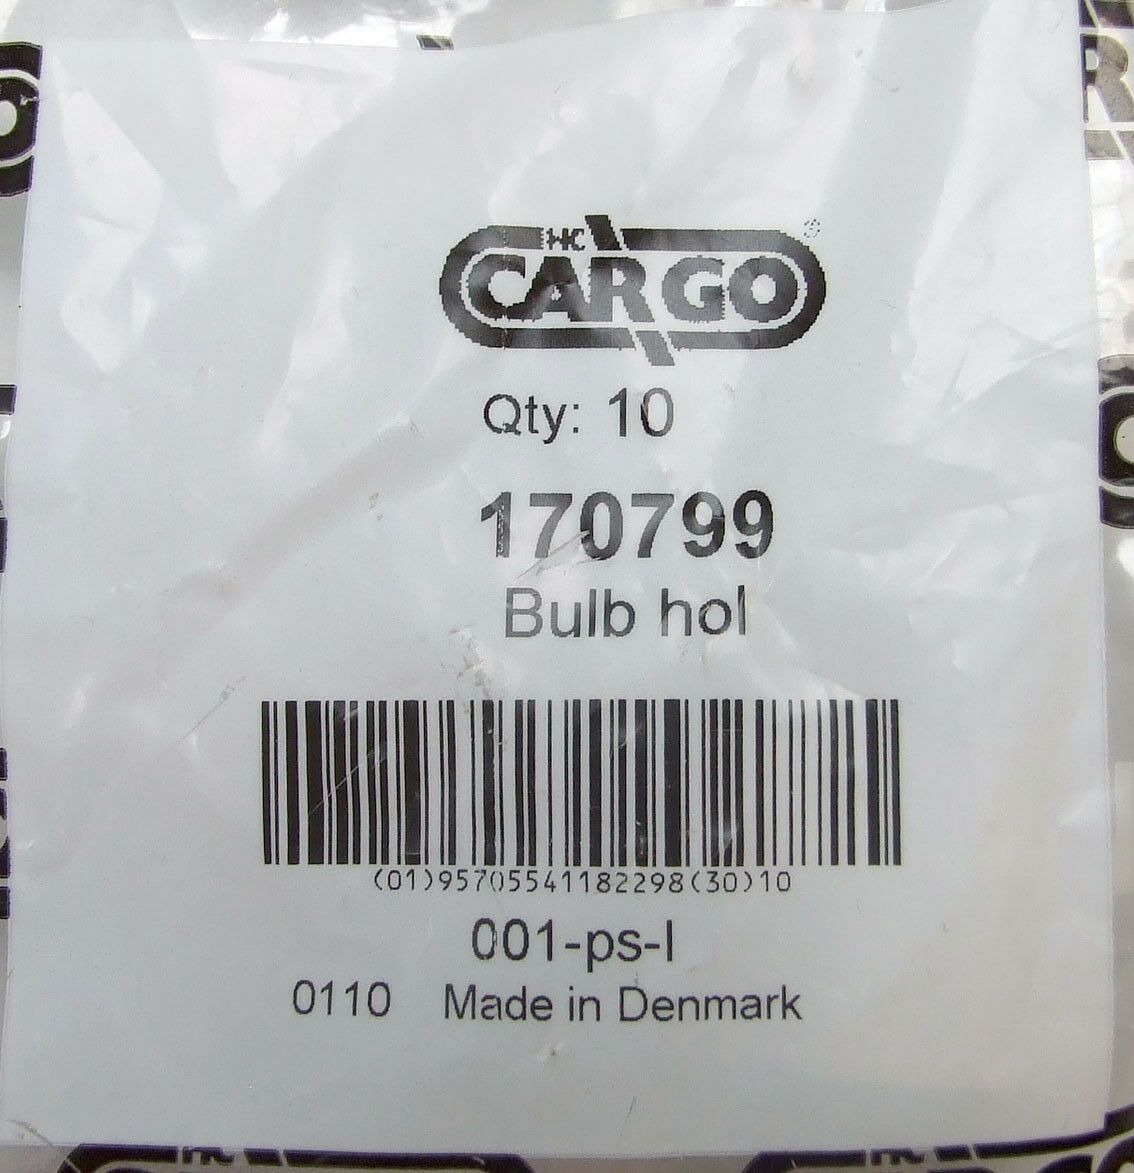 HC
CARGO®
Qty: 10
170799
Bulb hol
(01)95705541182298(30)10
001-ps-l
0110 Made in Denmark